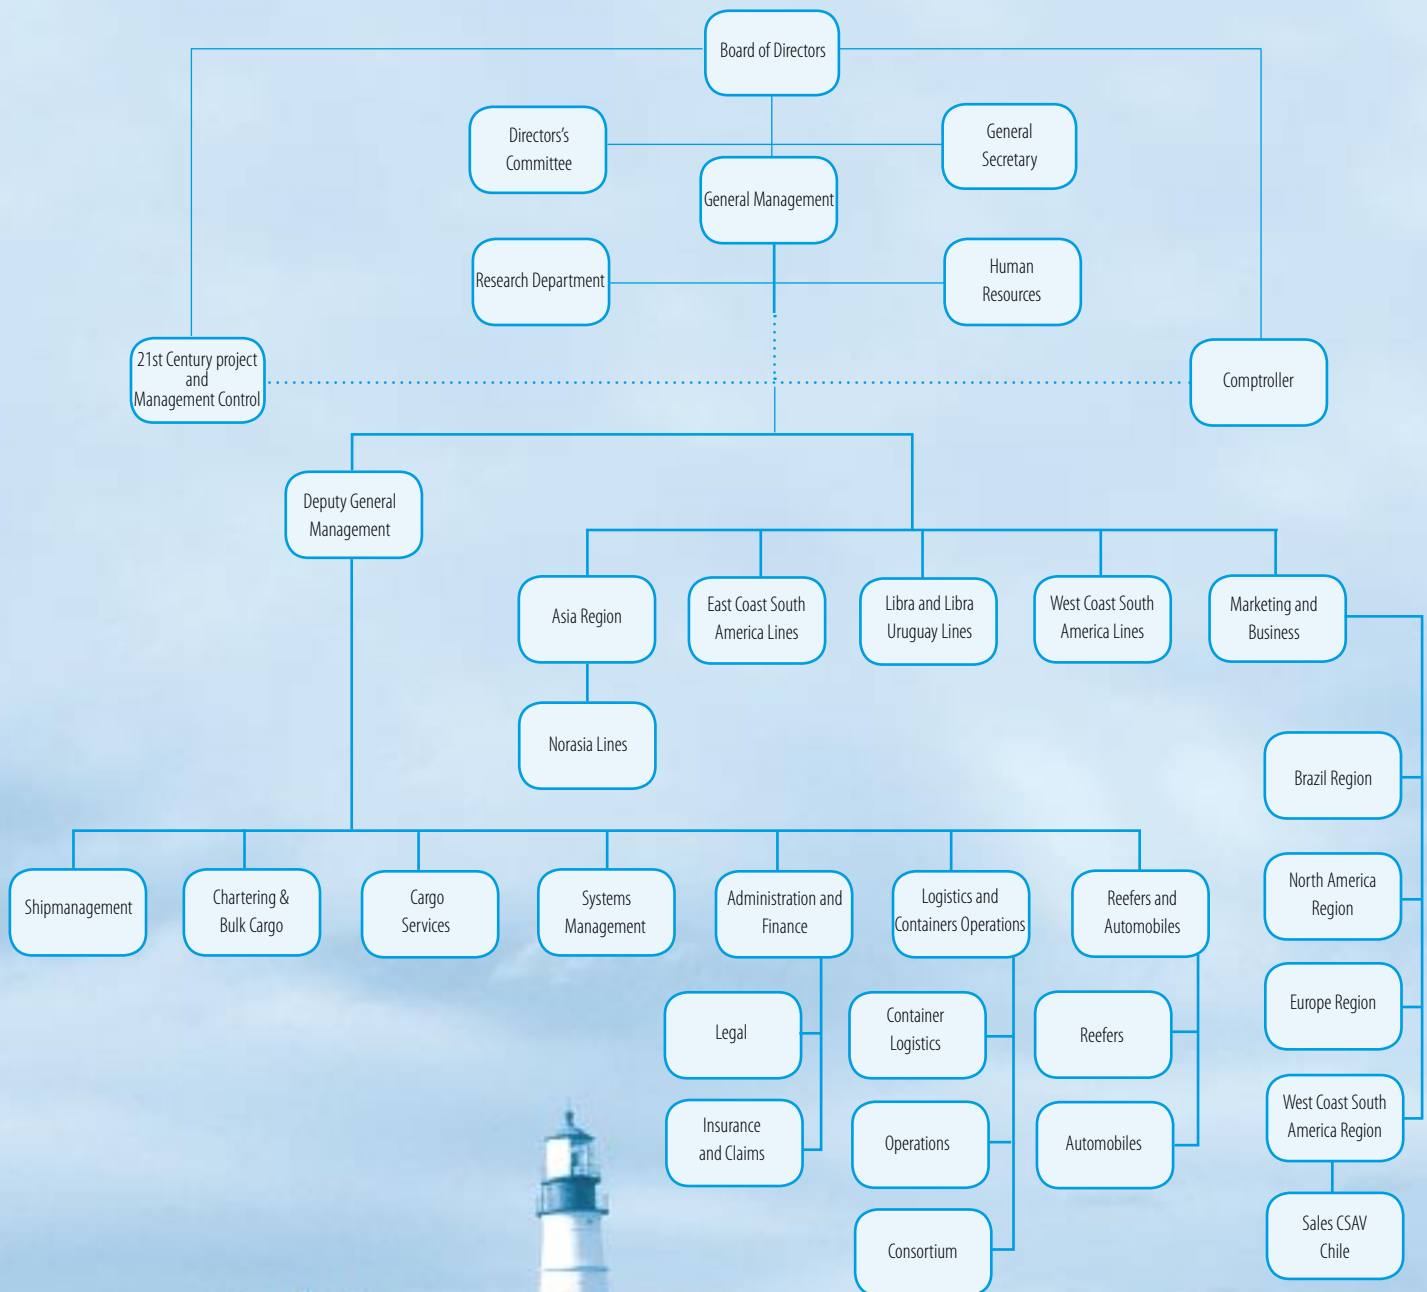 Board of Directors
Directors's
Committee
General
Secretary
General Management
Research Department
Human
Resources
21st Century project
and
Management Control
Comptroller
Deputy General
Management
Asia Region
East Coast South
America Lines
Libra and Libra
Uruguay Lines
West Coast South
America Lines
Marketing and
Business
Norasia Lines
Brazil Region
North America
Region
Europe Region
West Coast South
America Region
Sales CSAV
Chile
Shipmanagement
Chartering &
Bulk Cargo
Cargo
Services
Systems
Management
Administration and
Finance
Logistics and
Containers Operations
Reefers and
Automobiles
Legal
Insurance
and Claims
Container
Logistics
Operations
Consortium
Reefers
Automobiles